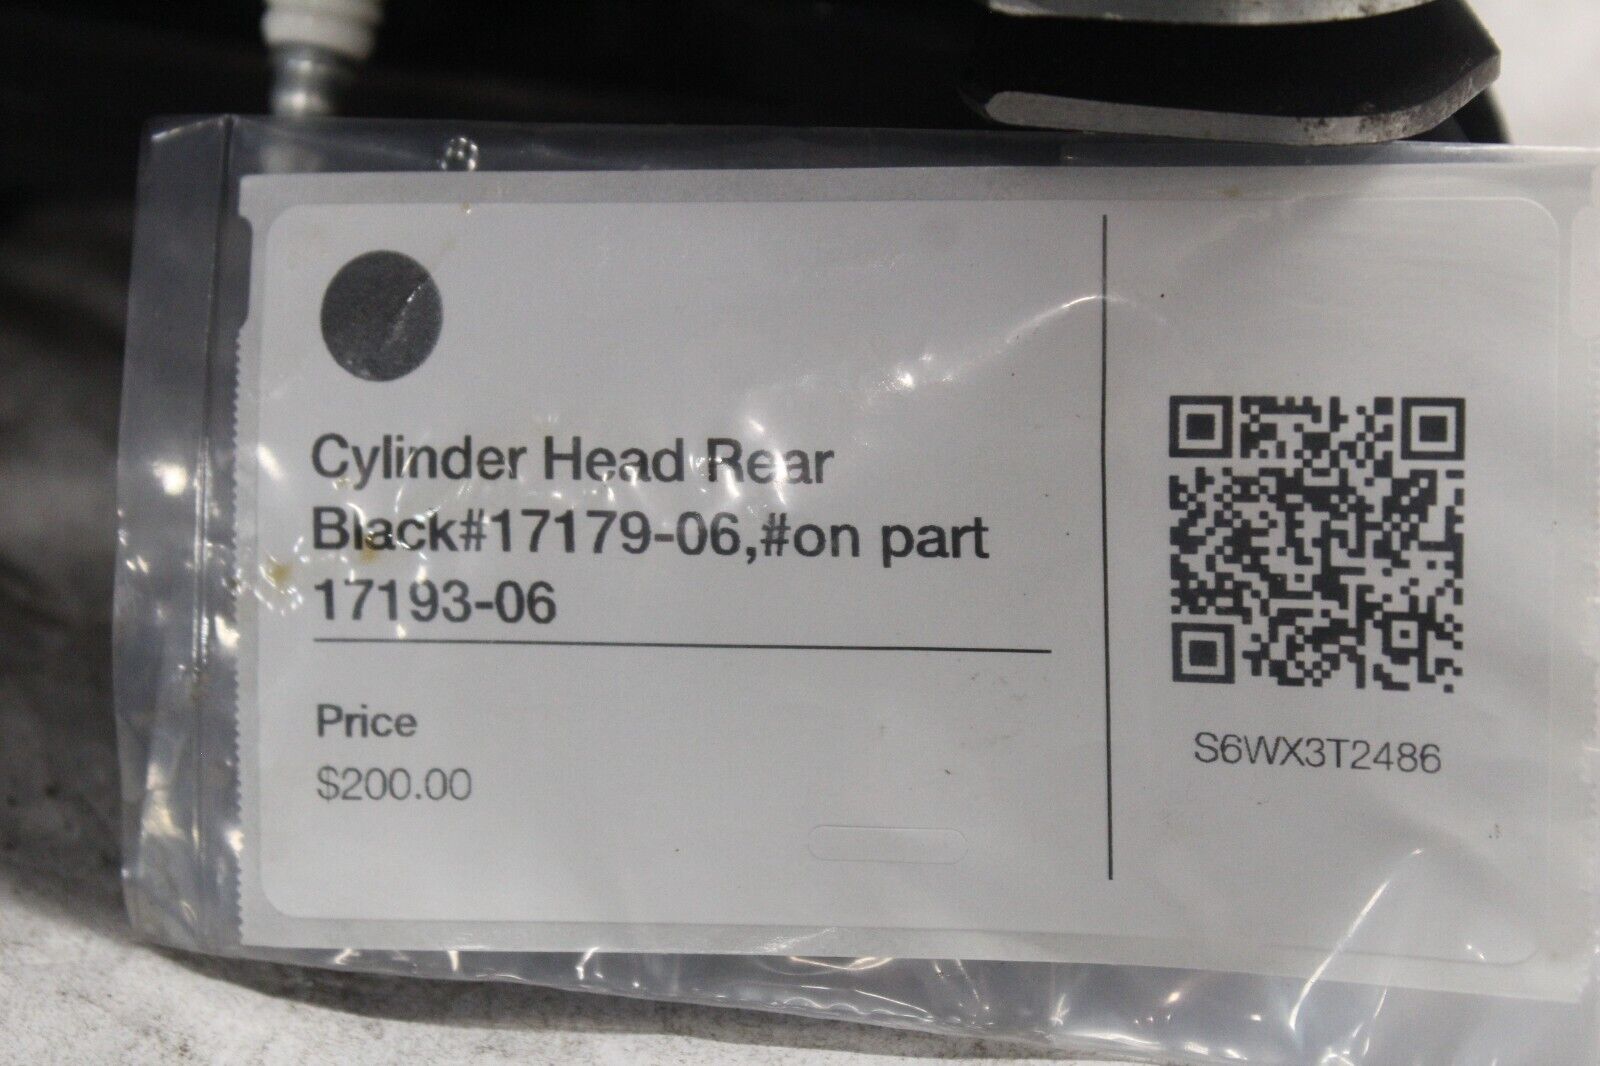 Cylinder Head Rear
Black#17179-06,#on part
17193-06
Price
$200.00
S6WX3T2486